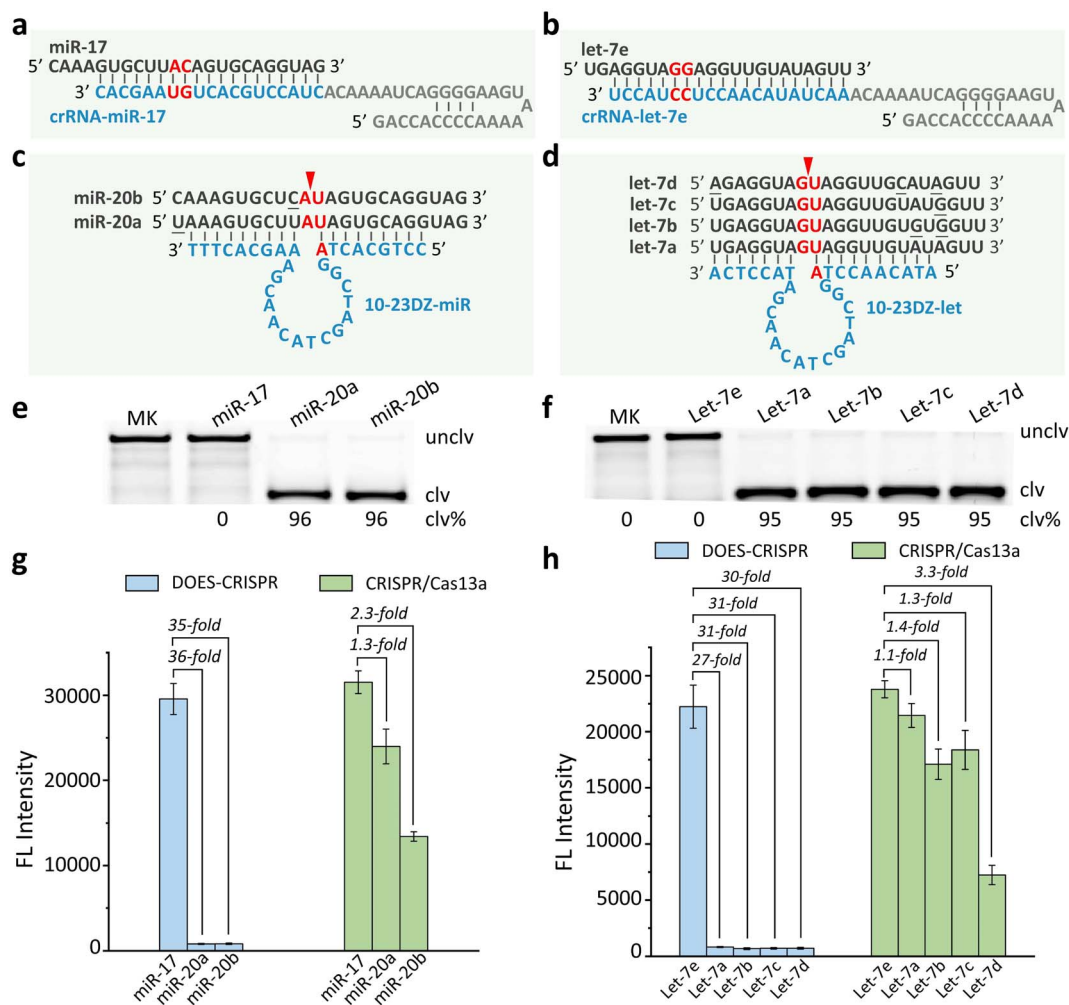 a
miR-17
5’ CAAAGUGCUUACAGUGCAGGUAG 3’
3’ CACGAAUGUCACGUCCAUCACAAAAUCAGGGGAAGU
A
crRNA-miR-17
5’ GACCACCCCAAAA
b
let-7e
5’ UGAGGUAGGAGGUUGUAUAGUU 3’
3’ UCCAUCCUCCAACAUAUCAAACAAAAUCAGGGGAAGU
A
crRNA-let-7e
5’ GACCACCCCAAAA
c
miR-20b 5’ CAAAGUGCUCAUAGUGCAGGUAG 3’
miR-20a 5’ UAAAGUGCUUAUAGUGCAGGUAG 3’
3’ TTTCACGAA ATCACGTCC 5’
AGCAACATCGATCGG
10-23DZ-miR
d
let-7d 5’ AGAGGUAGUAGGUUGCAUAGUU 3’
let-7c 5’ UGAGGUAGUAGGUUGUAUGGUU 3’
let-7b 5’ UGAGGUAGUAGGUUGUGUGGUU 3’
let-7a 5’ UGAGGUAGUAGGUUGUAUAGUU 3’
3’ ACTCCAT ATCCAACATA 5’
AGCAACATCGATCGG
10-23DZ-let
e
MK miR-17 miR-20a miR-20b
unclv
clv
0 96 96 clv%
f
MK Let-7e Let-7a Let-7b Let-7c Let-7d
unclv
clv
0 0 95 95 95 95 clv%
g
DOES-CRISPR CRISPR/Cas13a
35-fold
36-fold
2.3-fold
1.3-fold
FL Intensity
30000
20000
10000
0
miR-17 miR-20a miR-20b miR-17 miR-20a miR-20b
h
DOES-CRISPR CRISPR/Cas13a
30-fold
31-fold
31-fold
27-fold
3.3-fold
1.3-fold
1.4-fold
1.1-fold
FL Intensity
25000
20000
15000
10000
5000
0
Let-7e Let-7a Let-7b Let-7c Let-7d Let-7e Let-7a Let-7b Let-7c Let-7d